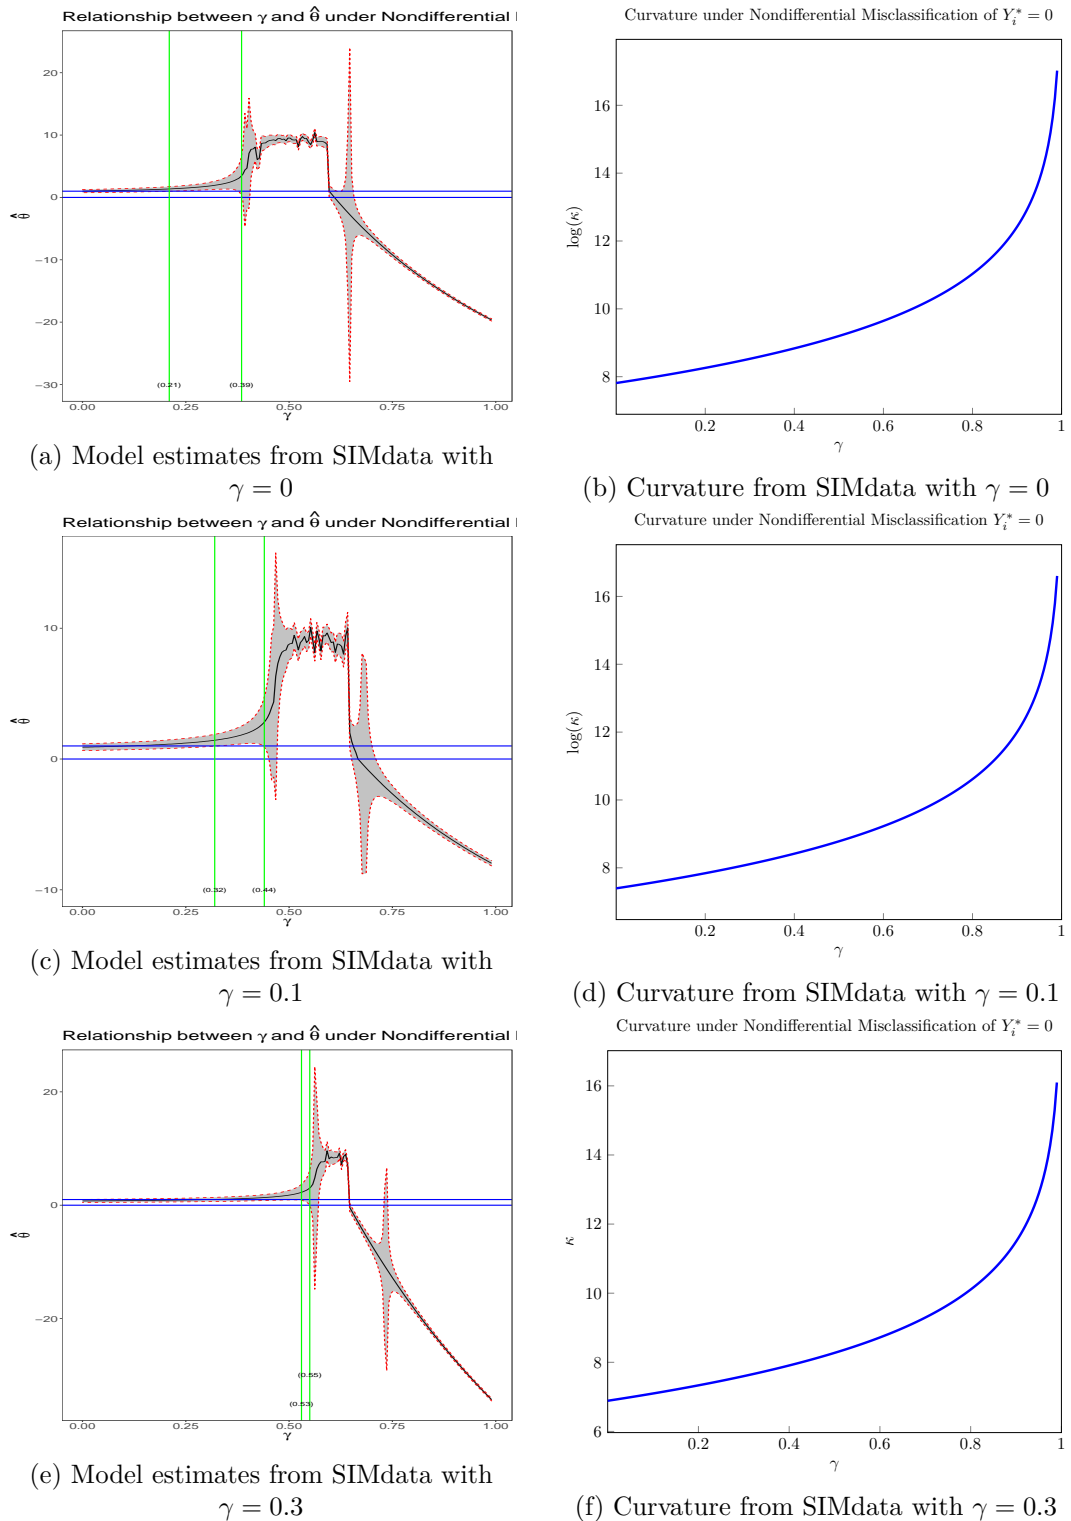 Relationship between γ and θ̂ under Nondifferential
20
10
0
−10
−20
−30
θ̂
(0.21)
(0.39)
0.00
0.25
0.50
0.75
1.00
γ
(a) Model estimates from SIMdata with
γ = 0
Curvature under Nondifferential Misclassification of Y_i^* = 0
16
14
12
10
8
log(κ)
0.2
0.4
0.6
0.8
1
γ
(b) Curvature from SIMdata with γ = 0
Relationship between γ and θ̂ under Nondifferential
10
0
−10
θ̂
(0.32)
(0.44)
0.00
0.25
0.50
0.75
1.00
γ
(c) Model estimates from SIMdata with
γ = 0.1
Curvature under Nondifferential Misclassification Y_i^* = 0
16
14
12
10
8
log(κ)
0.2
0.4
0.6
0.8
1
γ
(d) Curvature from SIMdata with γ = 0.1
Relationship between γ and θ̂ under Nondifferential
20
0
−20
θ̂
(0.55)
(0.53)
0.00
0.25
0.50
0.75
1.00
γ
(e) Model estimates from SIMdata with
γ = 0.3
Curvature under Nondifferential Misclassification of Y_i^* = 0
16
14
12
10
8
6
κ
0.2
0.4
0.6
0.8
1
γ
(f) Curvature from SIMdata with γ = 0.3